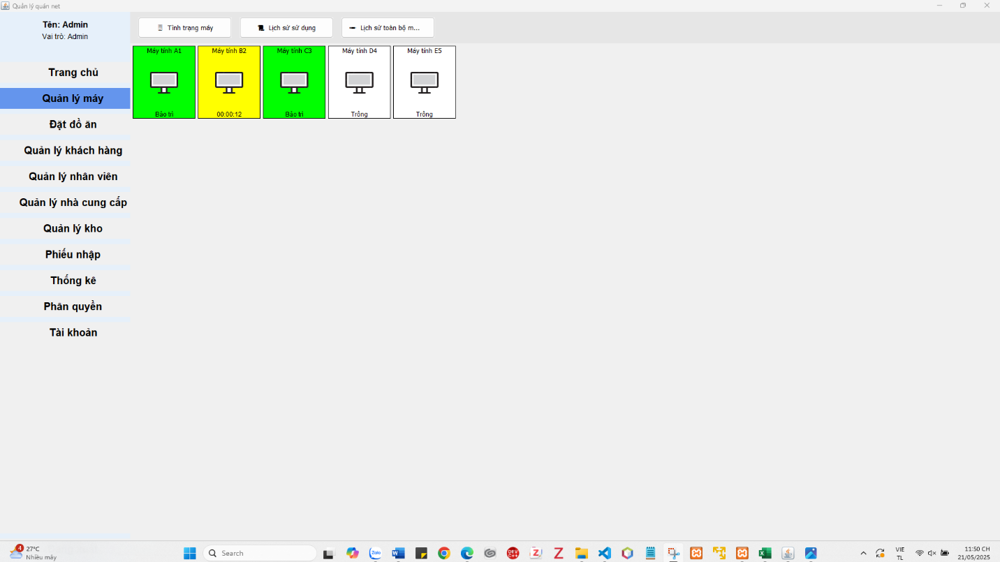 Quản lý quán net
Tên: Admin
Vai trò: Admin
Trang chủ
Quản lý máy
Đặt đồ ăn
Quản lý khách hàng
Quản lý nhân viên
Quản lý nhà cung cấp
Quản lý kho
Phiếu nhập
Thống kê
Phân quyền
Tài khoản
Tình trạng máy
Lịch sử sử dụng
Lịch sử toàn bộ m...
Máy tính A1
Bảo trì
Máy tính B2
00:00:12
Máy tính C3
Bảo trì
Máy tính D4
Trống
Máy tính E5
Trống
4
27°C
Nhiều mây
Search
Zalo
DEV C++
VIE
TL
11:50 CH
21/05/2025